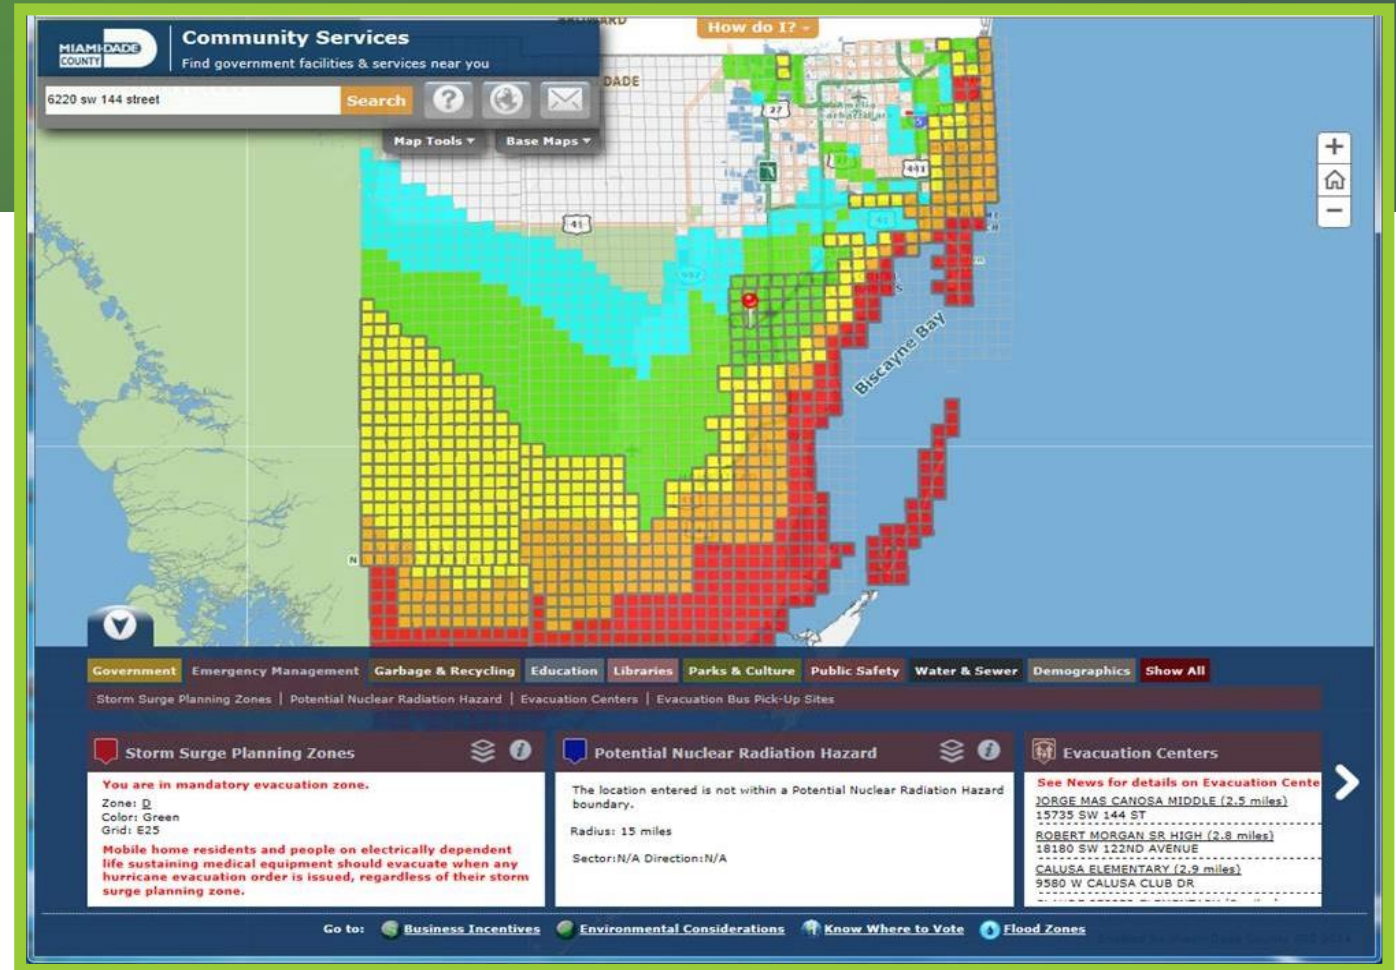 BROWARD
How do I?
MIAMI-DADE
COUNTY
Community Services
Find government facilities & services near you
6220 sw 144 street
Search
?
DADE
Map Tools
Base Maps
27
441
41
+
−
Biscayne Bay
N
Government Emergency Management Garbage & Recycling Education Libraries Parks & Culture Public Safety Water & Sewer Demographics Show All
Storm Surge Planning Zones | Potential Nuclear Radiation Hazard | Evacuation Centers | Evacuation Bus Pick-Up Sites
Storm Surge Planning Zones
You are in mandatory evacuation zone.
Zone: D
Color: Green
Grid: E25
Mobile home residents and people on electrically dependent
life sustaining medical equipment should evacuate when any
hurricane evacuation order is issued, regardless of their storm
surge planning zone.
Potential Nuclear Radiation Hazard
The location entered is not within a Potential Nuclear Radiation Hazard
boundary.
Radius: 15 miles
Sector:N/A Direction:N/A
Evacuation Centers
See News for details on Evacuation Cente
JORGE MAS CANOSA MIDDLE (2.5 miles)
15735 SW 144 ST
ROBERT MORGAN SR HIGH (2.8 miles)
18180 SW 122ND AVENUE
CALUSA ELEMENTARY (2.9 miles)
9580 W CALUSA CLUB DR
Go to: Business Incentives Environmental Considerations Know Where to Vote Flood Zones